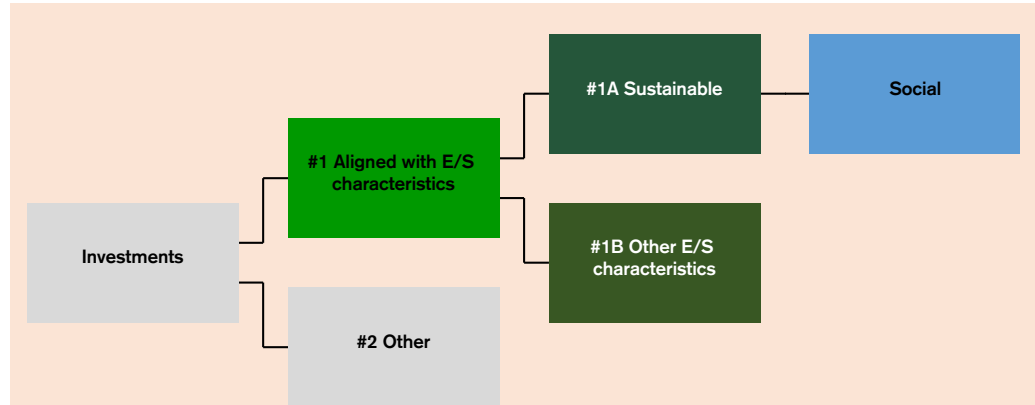 Investments
#1 Aligned with E/S
characteristics
#2 Other
#1A Sustainable
#1B Other E/S
characteristics
Social